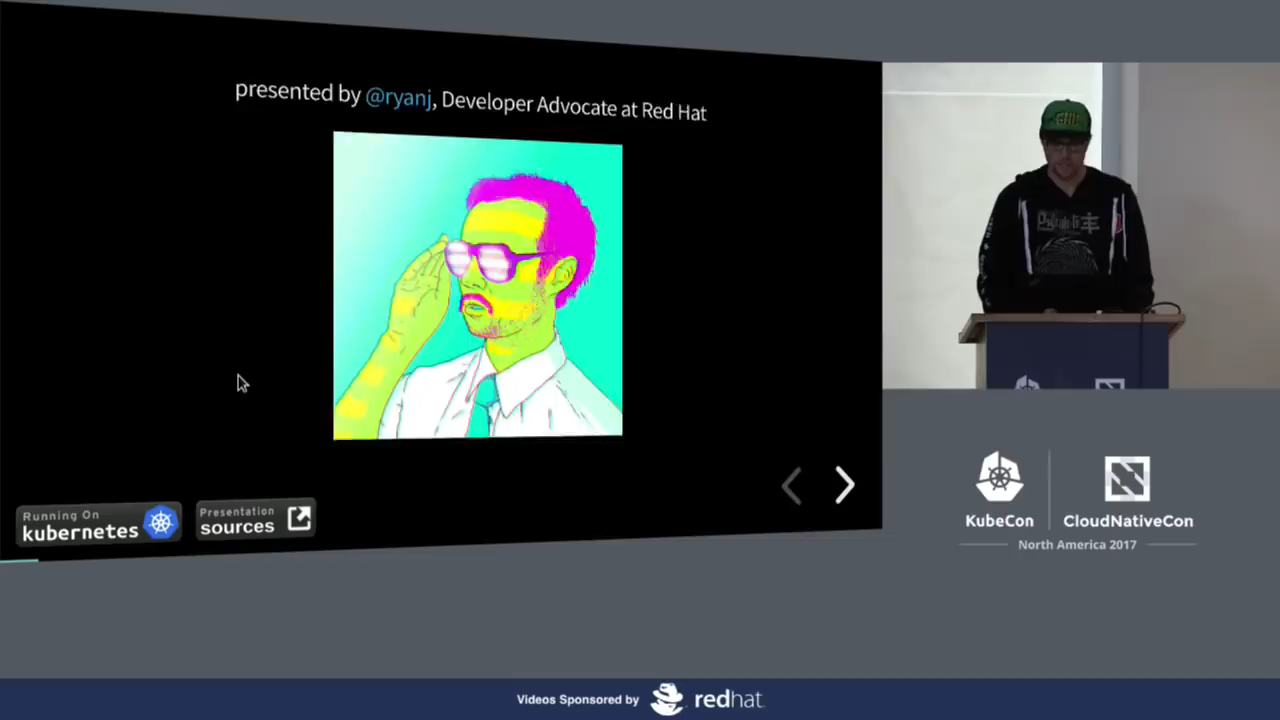 presented by @ryanj, Developer Advocate at Red Hat
Running On
kubernetes
Presentation
sources
KubeCon
CloudNativeCon
North America 2017
Videos Sponsored by
redhat.